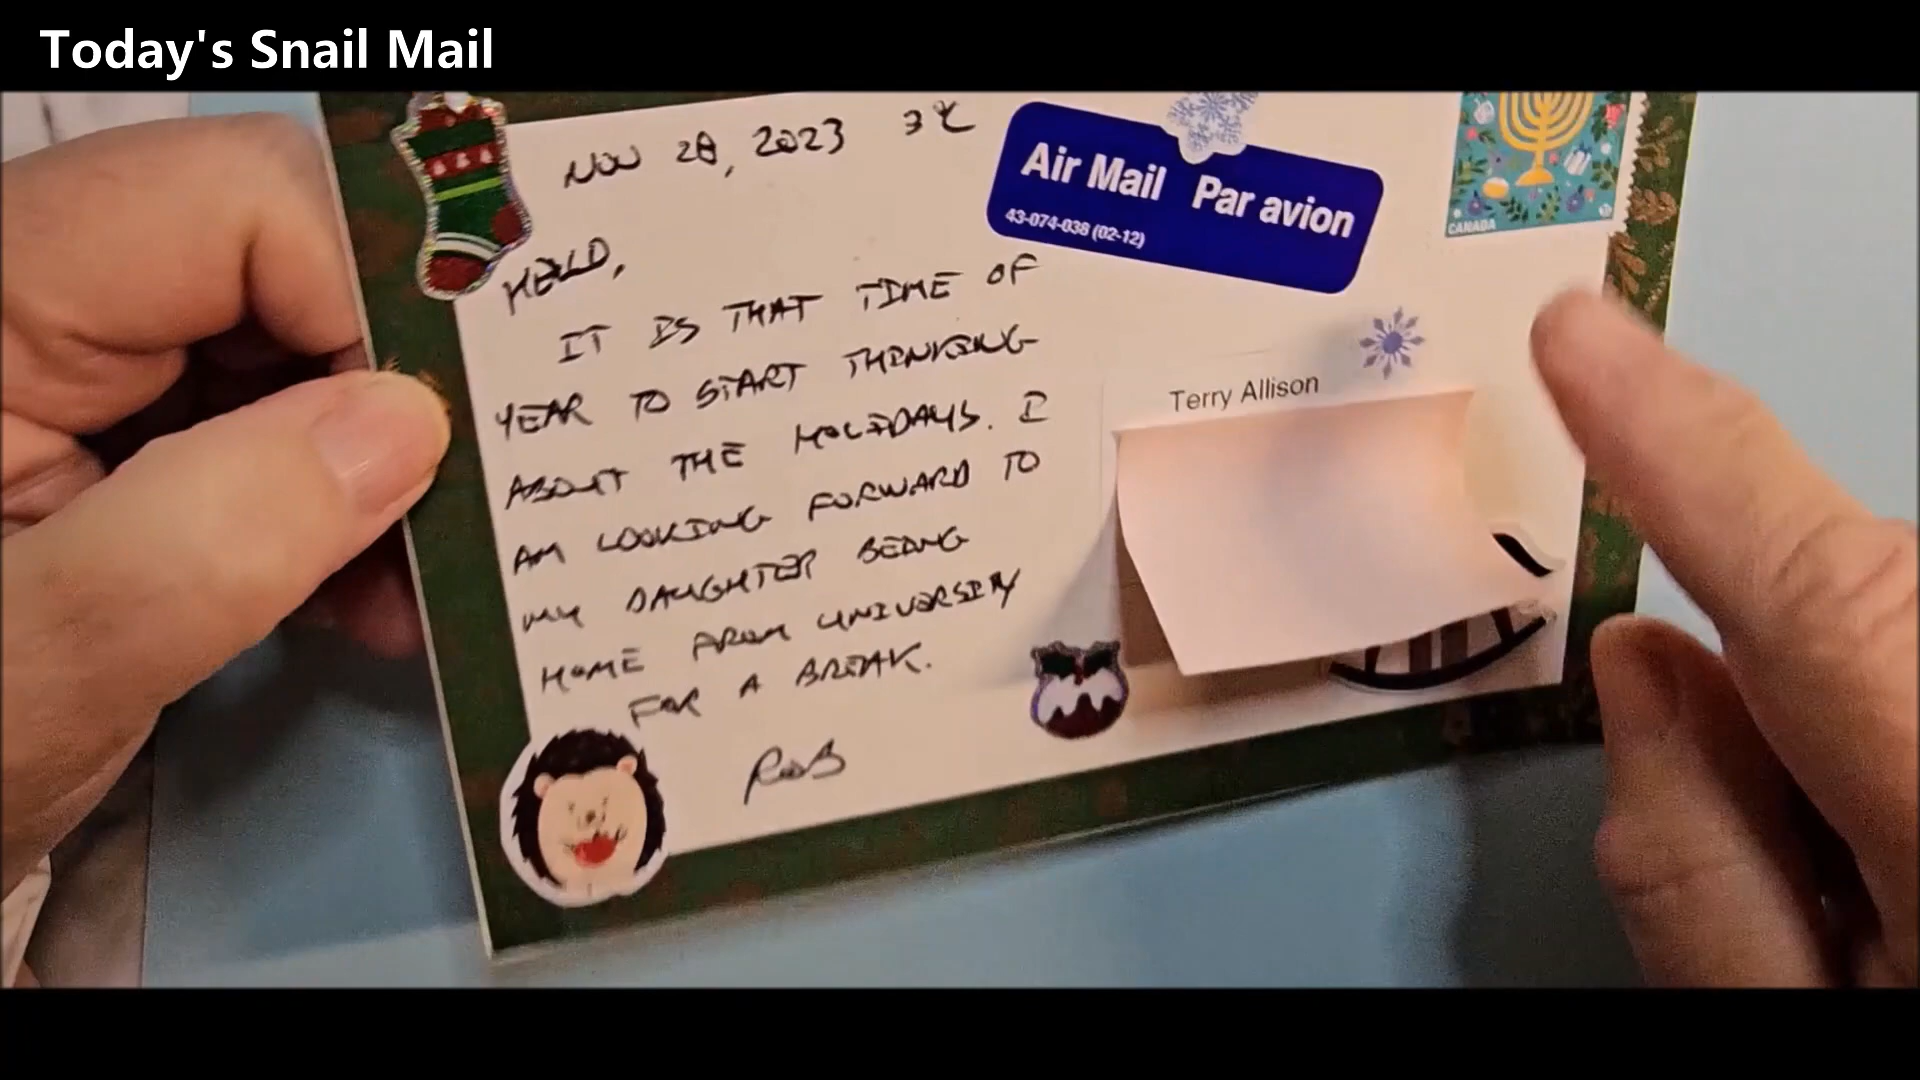 Today's Snail Mail
NOV 28, 2023 3℃
Air Mail Par avion
43-074-038 (02-12)
CANADA
HELLO,
IT IS THAT TIME OF
YEAR TO START THINKING
ABOUT THE HOLIDAYS. I
AM LOOKING FORWARD TO
MY DAUGHTER BEING
HOME FROM UNIVERSITY
FOR A BREAK.
ROB
Terry Allison